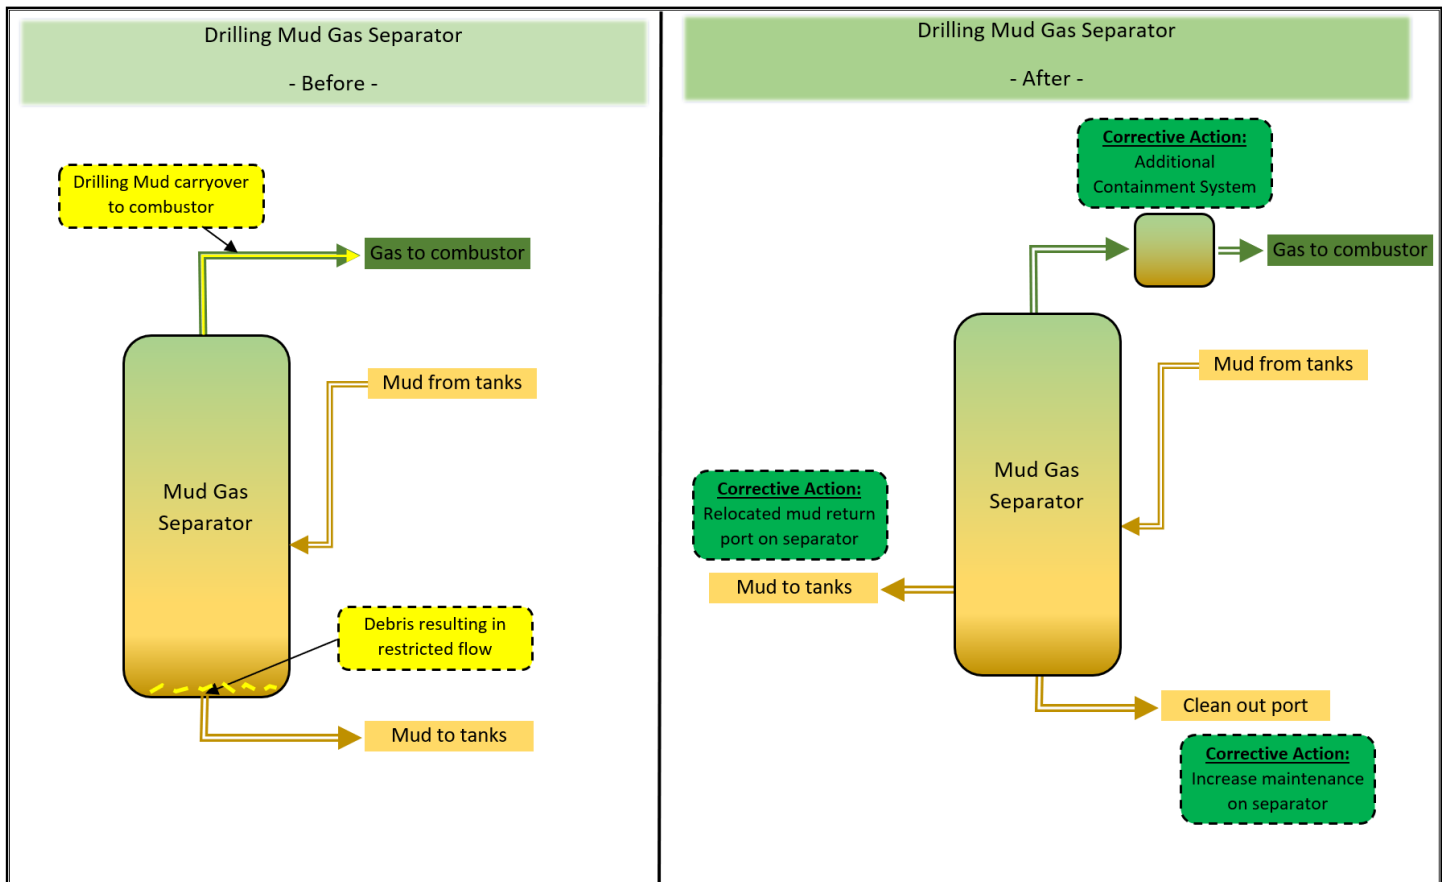 Drilling Mud Gas Separator
- Before -
Drilling Mud carryover
to combustor
Gas to combustor
Mud from tanks
Mud Gas
Separator
Debris resulting in
restricted flow
Mud to tanks
Drilling Mud Gas Separator
- After -
Corrective Action:
Additional
Containment System
Gas to combustor
Mud from tanks
Mud Gas
Separator
Corrective Action:
Relocated mud return
port on separator
Mud to tanks
Clean out port
Corrective Action:
Increase maintenance
on separator